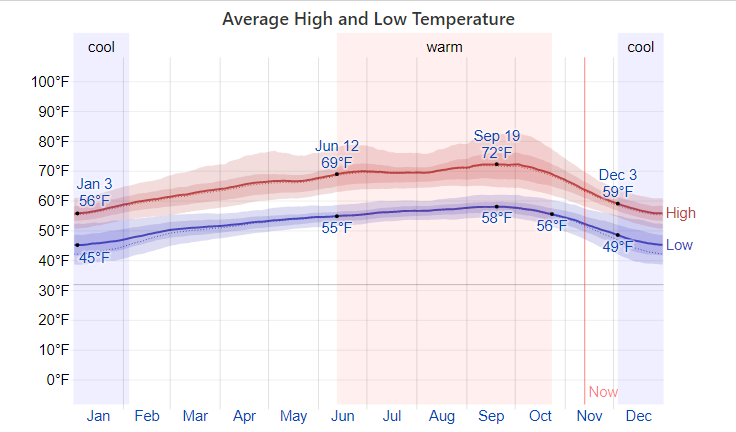 Average High and Low Temperature
cool
warm
cool
100°F
90°F
80°F
70°F
60°F
50°F
40°F
30°F
20°F
10°F
0°F
Jan 3
56°F
45°F
Jun 12
69°F
55°F
Sep 19
72°F
58°F
56°F
Dec 3
59°F
49°F
High
Low
Now
Jan Feb Mar Apr May Jun Jul Aug Sep Oct Nov Dec